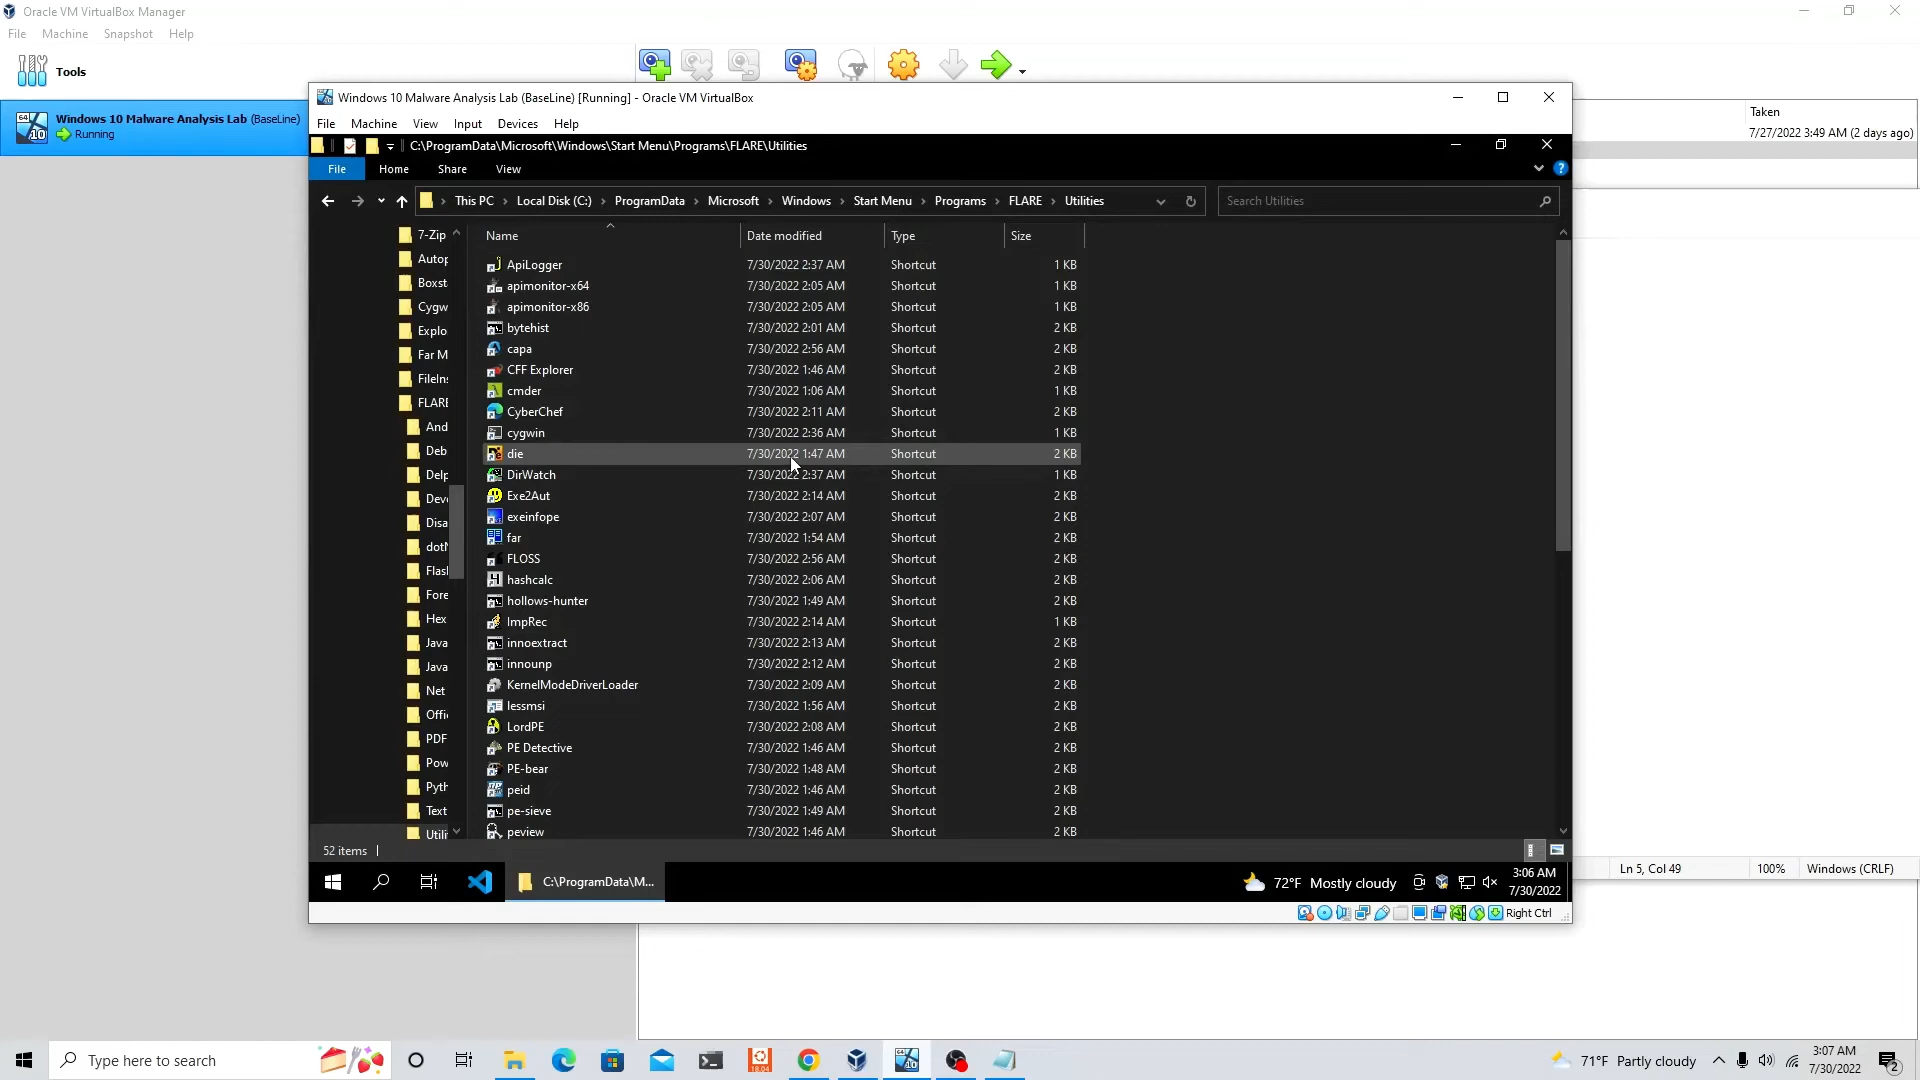 Oracle VM VirtualBox Manager
File Machine Snapshot Help
Tools
Windows 10 Malware Analysis Lab (BaseLine)
Running
Taken
7/27/2022 3:49 AM (2 days ago)
Windows 10 Malware Analysis Lab (BaseLine) [Running] - Oracle VM VirtualBox
File Machine View Input Devices Help
C:\ProgramData\Microsoft\Windows\Start Menu\Programs\FLARE\Utilities
File Home Share View
This PC Local Disk (C:) ProgramData Microsoft Windows Start Menu Programs FLARE Utilities
Search Utilities
7-Zip
Autop
Boxst
Cygw
Explo
Far M
FileIns
FLARE
And
Deb
Delp
Deve
Disa
dotN
Flasl
Fore
Hex
Java
Java
Net
Offi
PDF
Pow
Pyth
Text
Utili
Name Date modified Type Size
ApiLogger 7/30/2022 2:37 AM Shortcut 1 KB
apimonitor-x64 7/30/2022 2:05 AM Shortcut 1 KB
apimonitor-x86 7/30/2022 2:05 AM Shortcut 1 KB
bytehist 7/30/2022 2:01 AM Shortcut 2 KB
capa 7/30/2022 2:56 AM Shortcut 2 KB
CFF Explorer 7/30/2022 1:46 AM Shortcut 2 KB
cmder 7/30/2022 1:06 AM Shortcut 1 KB
CyberChef 7/30/2022 2:11 AM Shortcut 2 KB
cygwin 7/30/2022 2:36 AM Shortcut 1 KB
die 7/30/2022 1:47 AM Shortcut 2 KB
DirWatch 7/30/2022 2:37 AM Shortcut 1 KB
Exe2Aut 7/30/2022 2:14 AM Shortcut 2 KB
exeinfope 7/30/2022 2:07 AM Shortcut 2 KB
far 7/30/2022 1:54 AM Shortcut 2 KB
FLOSS 7/30/2022 2:56 AM Shortcut 2 KB
hashcalc 7/30/2022 2:06 AM Shortcut 2 KB
hollows-hunter 7/30/2022 1:49 AM Shortcut 2 KB
ImpRec 7/30/2022 2:14 AM Shortcut 1 KB
innoextract 7/30/2022 2:13 AM Shortcut 2 KB
innounp 7/30/2022 2:12 AM Shortcut 2 KB
KernelModeDriverLoader 7/30/2022 2:09 AM Shortcut 2 KB
lessmsi 7/30/2022 1:56 AM Shortcut 2 KB
LordPE 7/30/2022 2:08 AM Shortcut 2 KB
PE Detective 7/30/2022 1:46 AM Shortcut 2 KB
PE-bear 7/30/2022 1:48 AM Shortcut 2 KB
peid 7/30/2022 1:46 AM Shortcut 2 KB
pe-sieve 7/30/2022 1:49 AM Shortcut 2 KB
peview 7/30/2022 1:46 AM Shortcut 2 KB
52 items
C:\ProgramData\M...
72°F Mostly cloudy
3:06 AM
7/30/2022
Right Ctrl
Ln 5, Col 49 100% Windows (CRLF)
Type here to search
18.04
71°F Partly cloudy
3:07 AM
7/30/2022
2